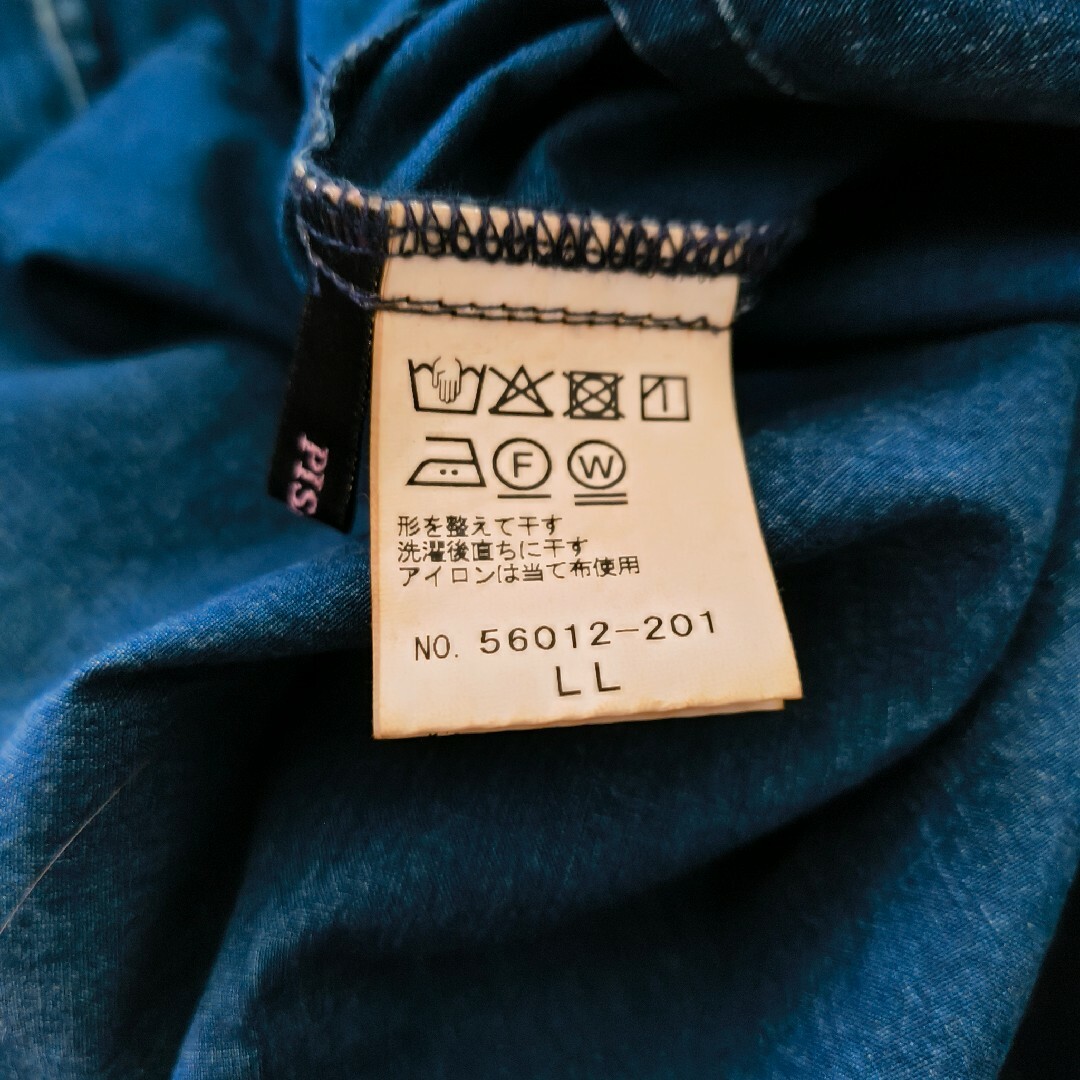 PIS
F W
形を整えて干す
洗濯後直ちに干す
アイロンは当て布使用
NO. 56012-201
LL